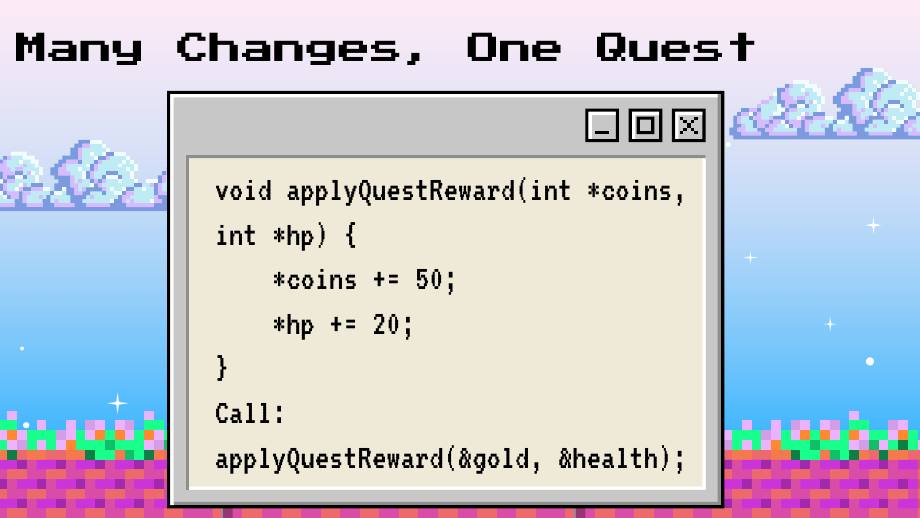 Many Changes, One Quest
void applyQuestReward(int *coins,
int *hp) {
    *coins += 50;
    *hp += 20;
}
Call:
applyQuestReward(&gold, &health);